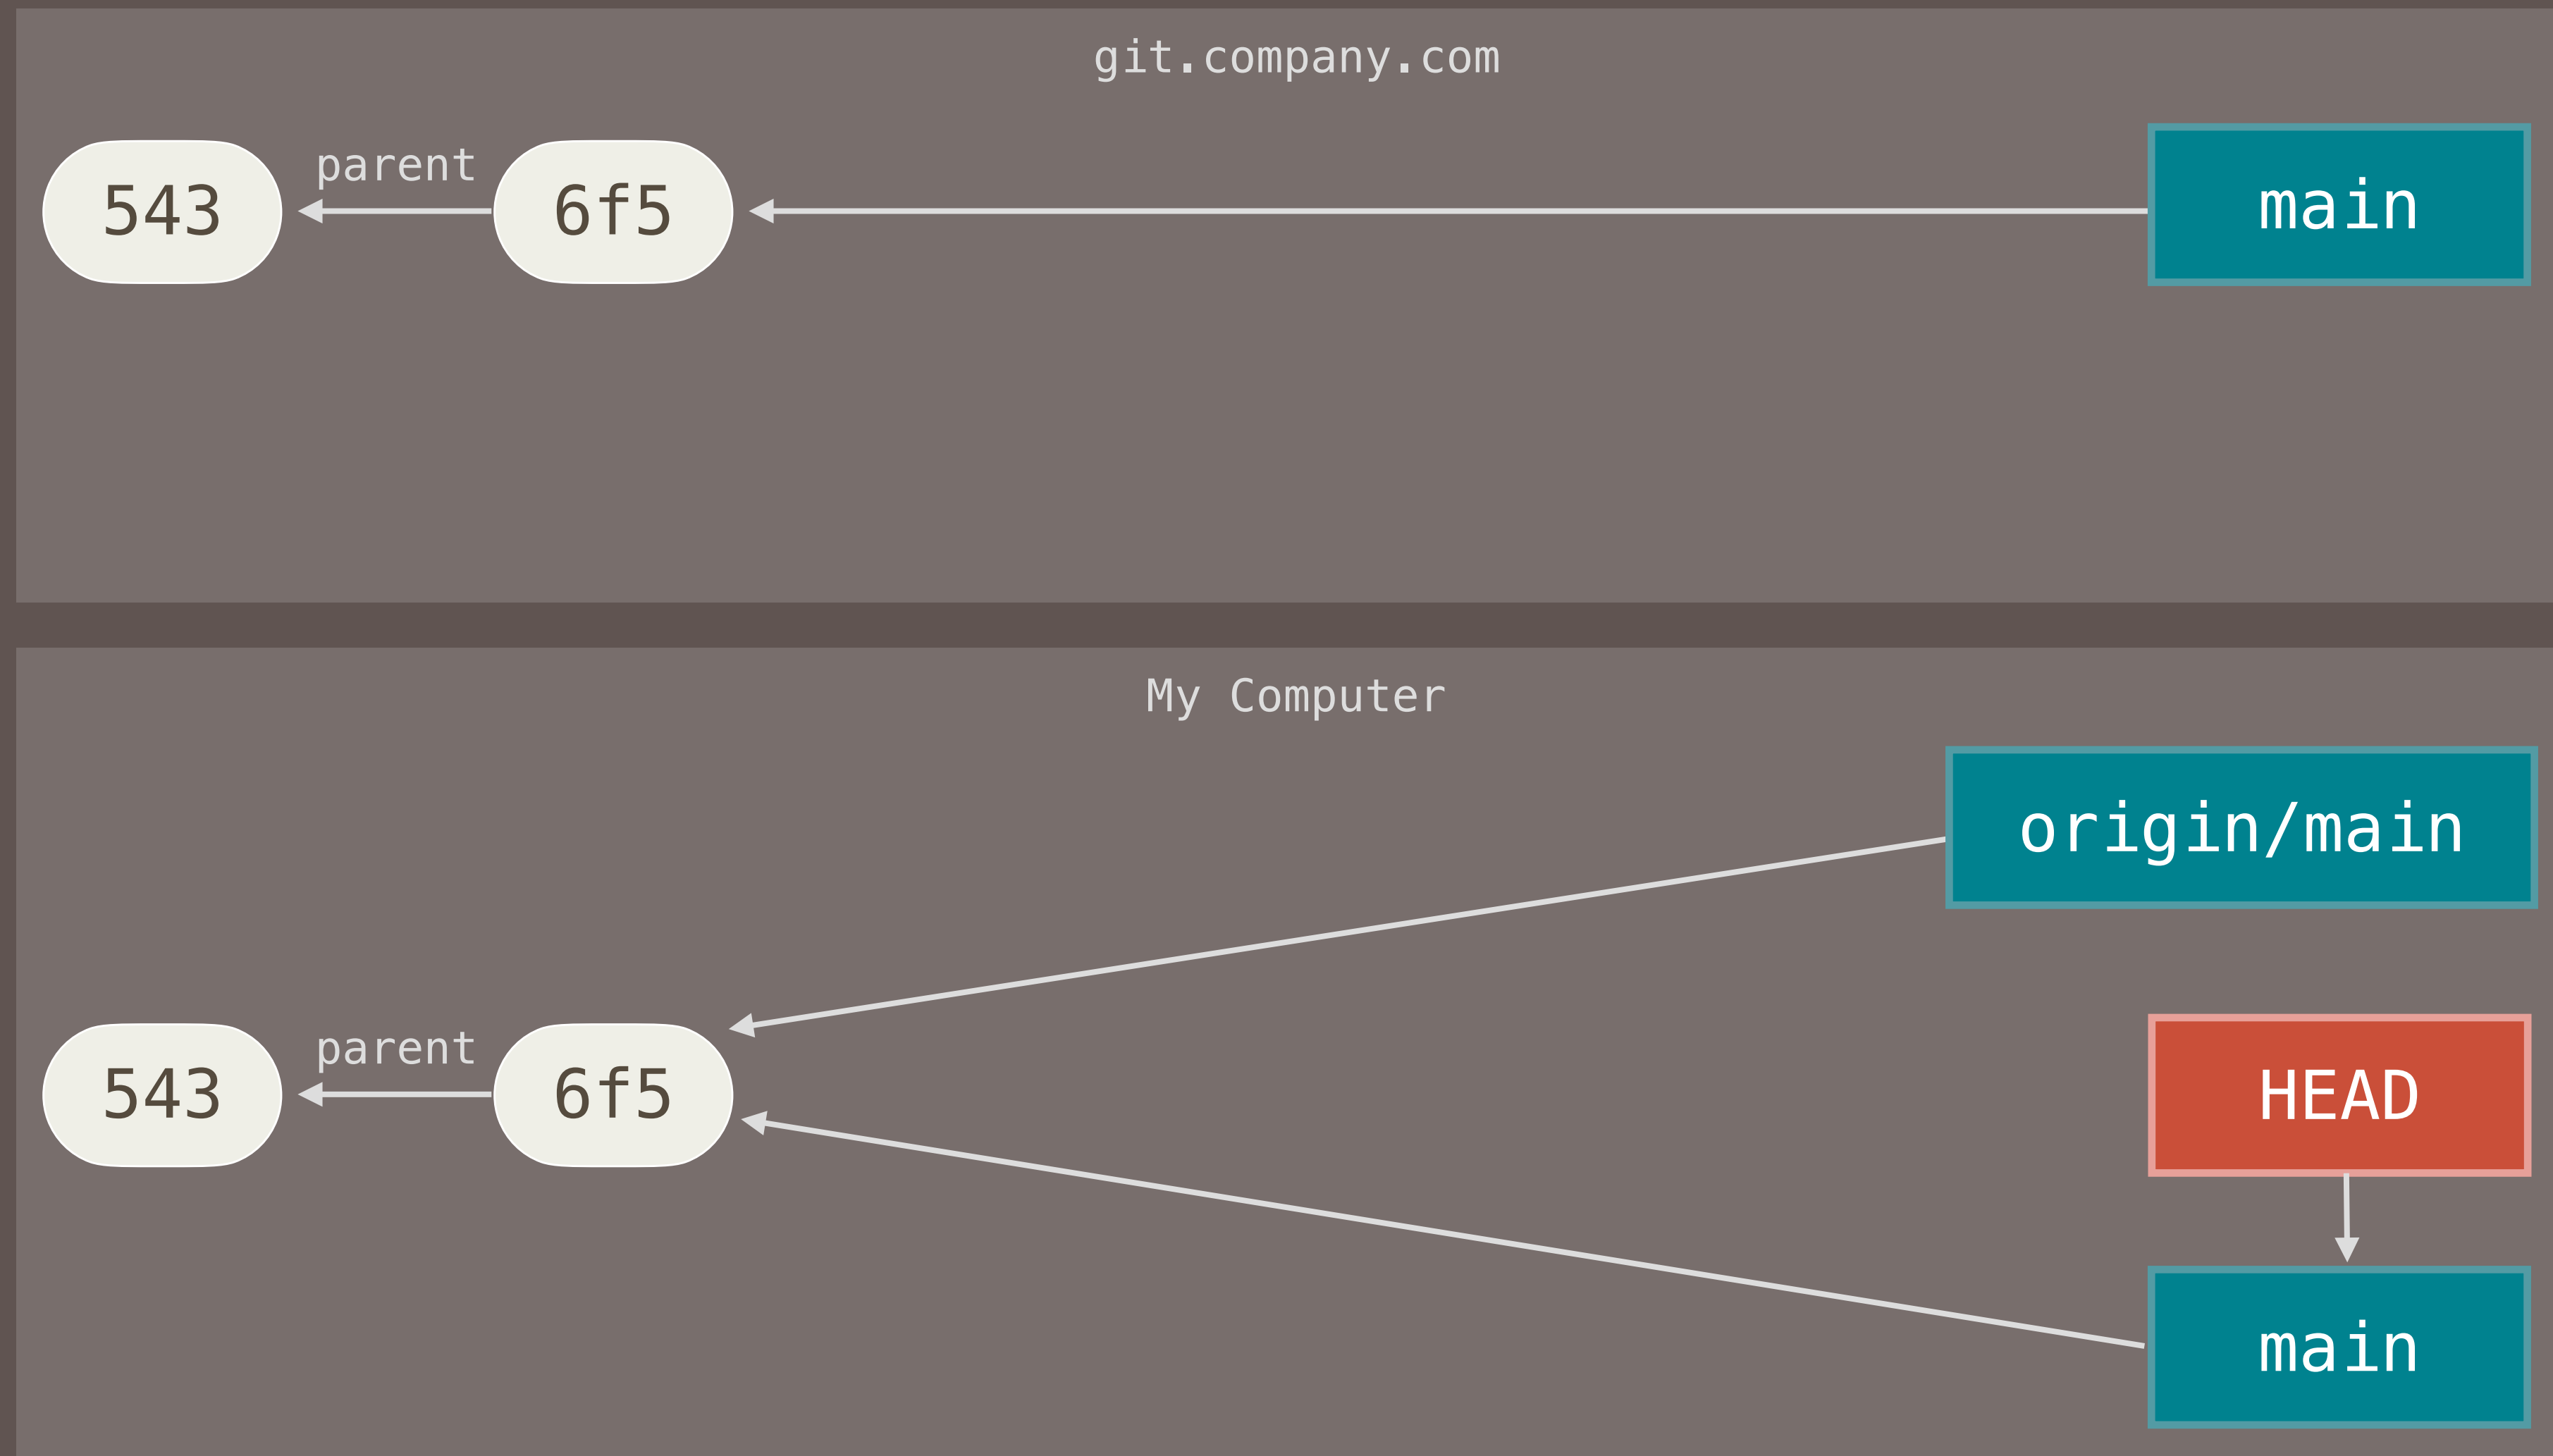 git.company.com
543
parent
6f5
main
My Computer
origin/main
543
parent
6f5
HEAD
main